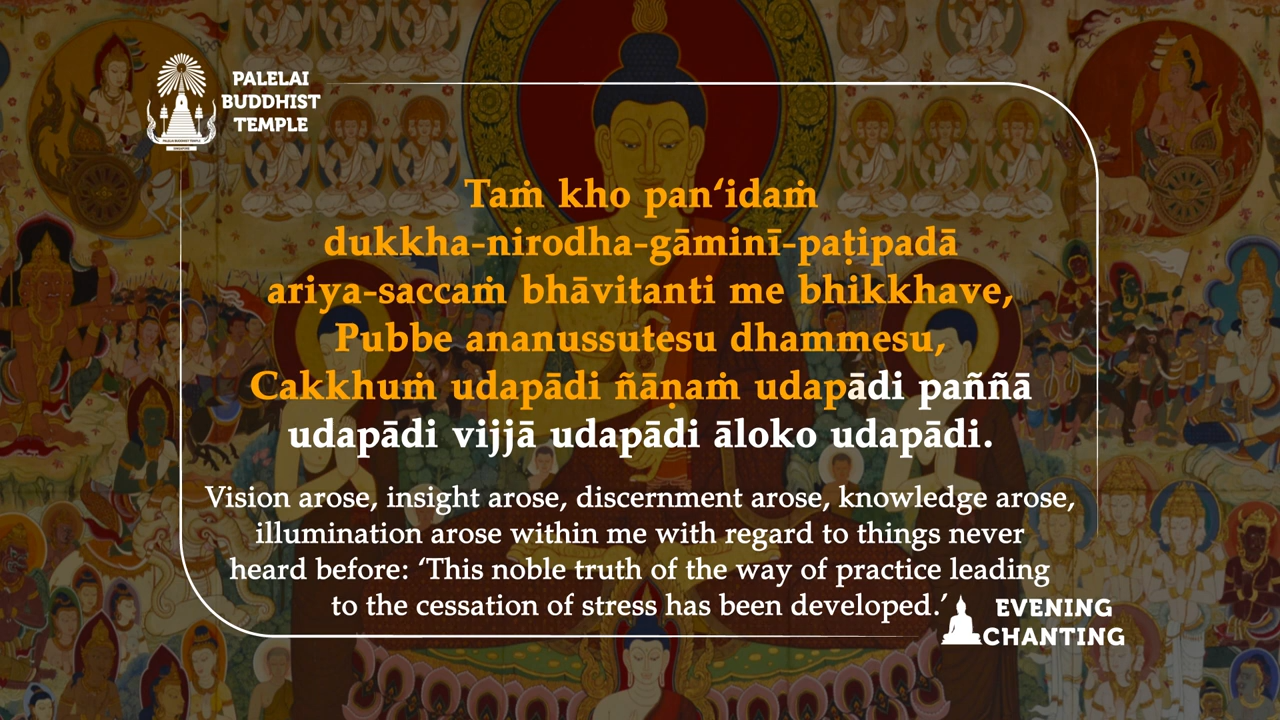 PALELAI
BUDDHIST
TEMPLE
Taṁ kho pan‘idaṁ
dukkha-nirodha-gāminī-paṭipadā
ariya-saccaṁ bhāvitanti me bhikkhave,
Pubbe ananussutesu dhammesu,
Cakkhuṁ udapādi ñāṇaṁ udapādi paññā
udapādi vijjā udapādi āloko udapādi.
Vision arose, insight arose, discernment arose, knowledge arose,
illumination arose within me with regard to things never
heard before: ‘This noble truth of the way of practice leading
to the cessation of stress has been developed.’
EVENING
CHANTING